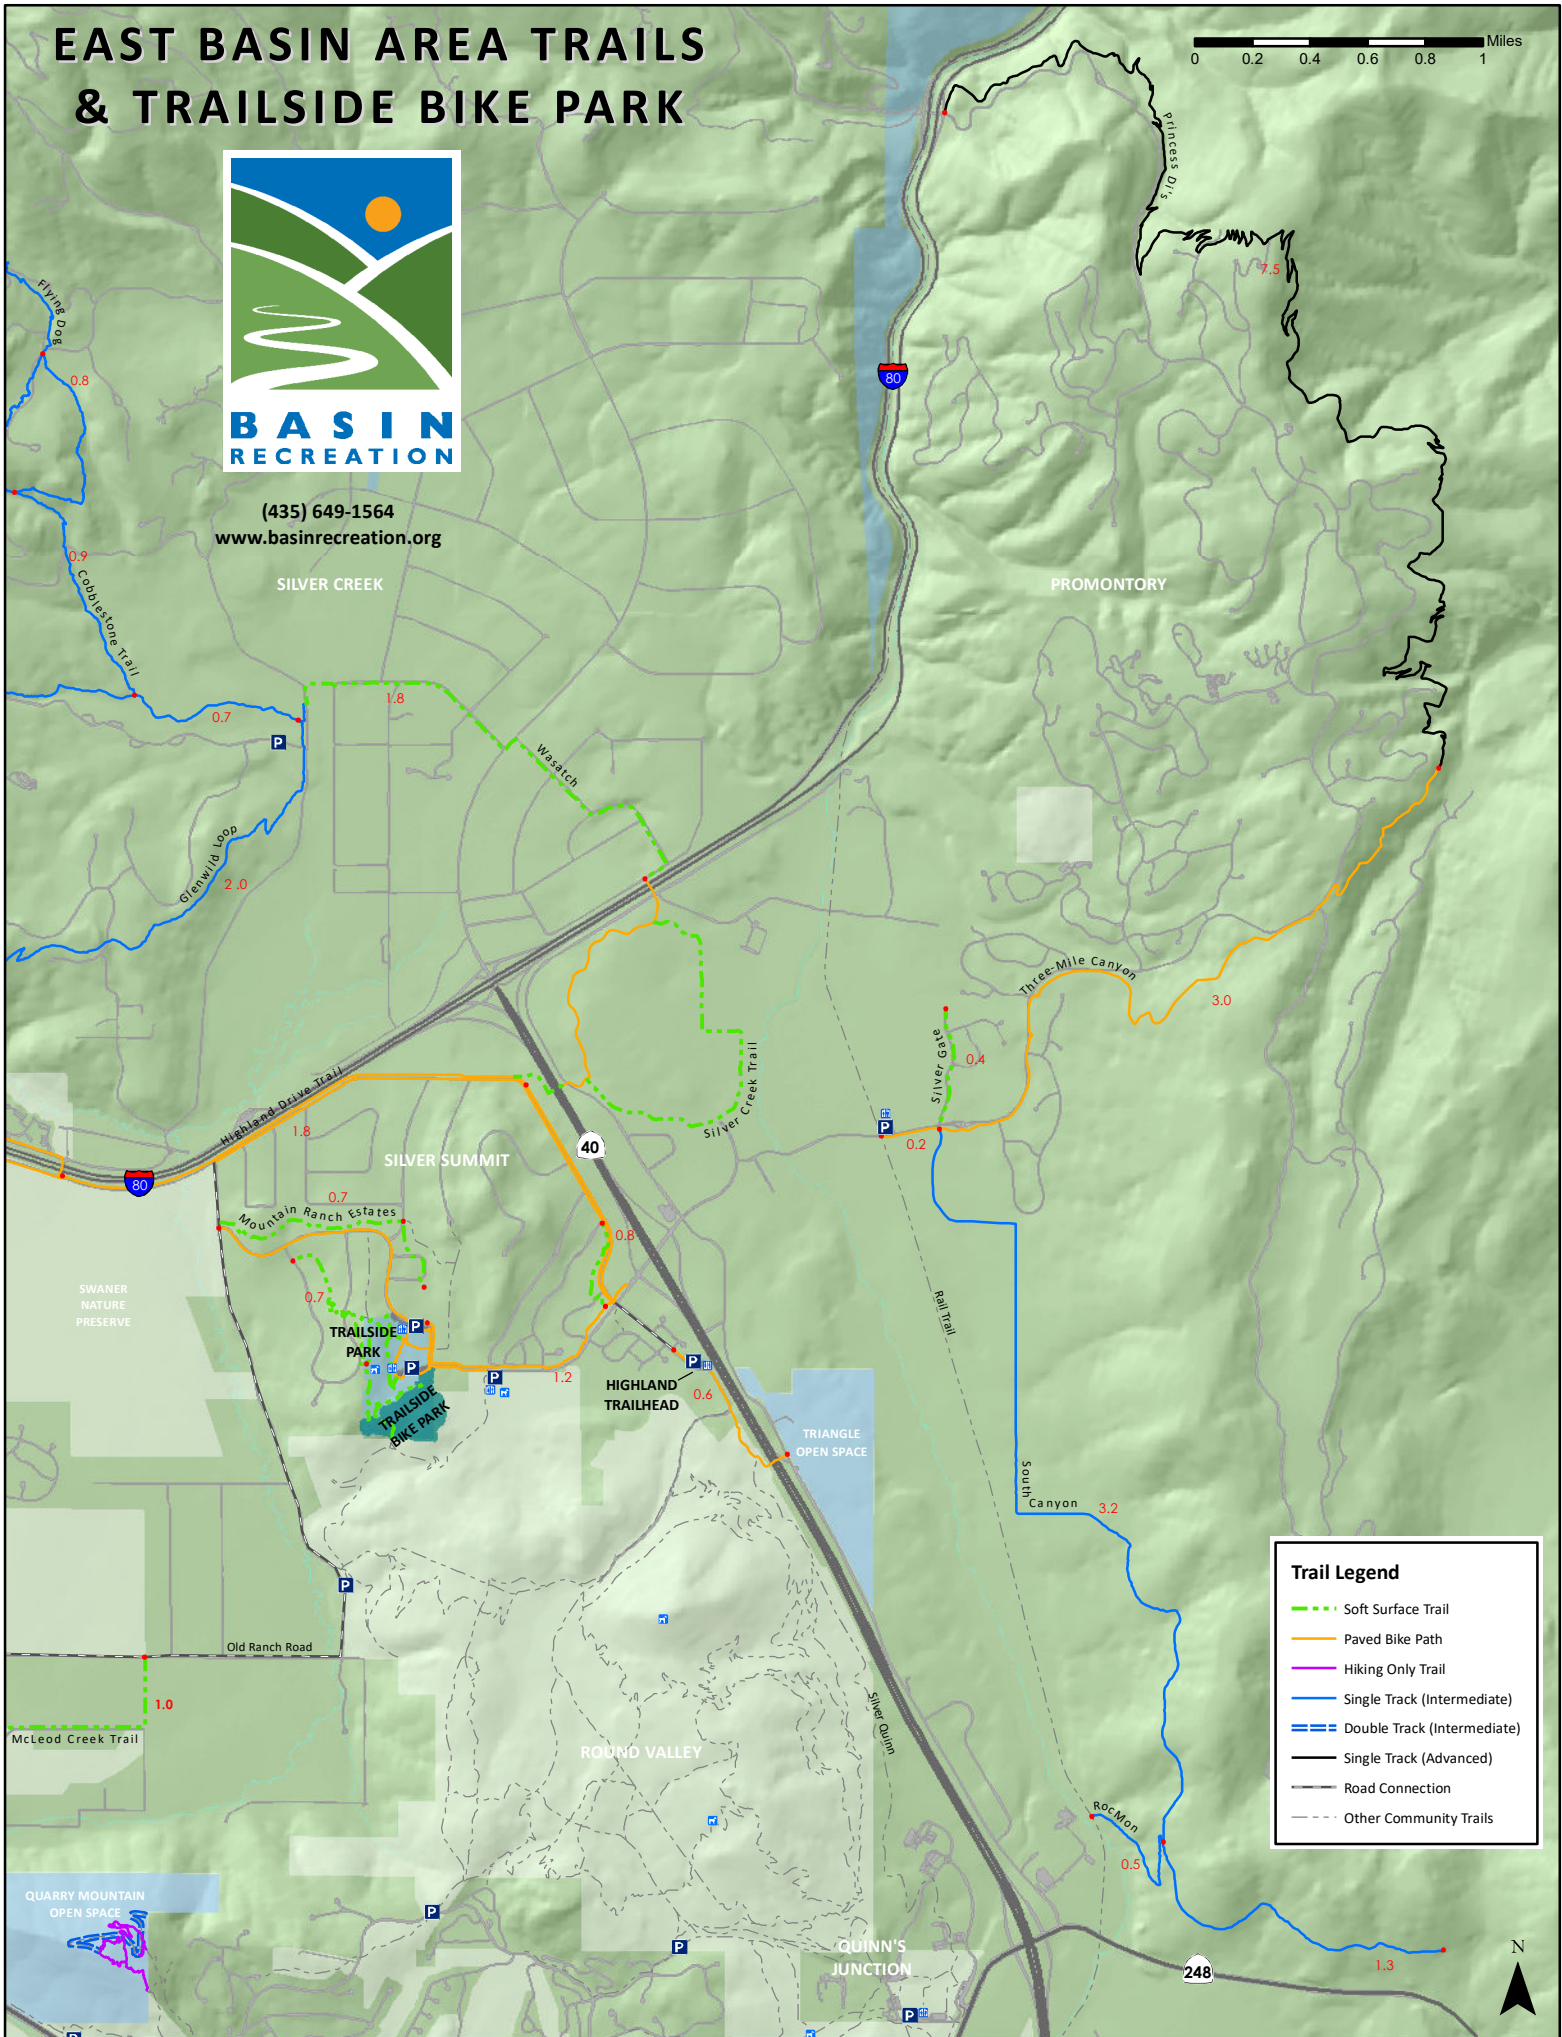 EAST BASIN AREA TRAILS
& TRAILSIDE BIKE PARK
Miles
0 0.2 0.4 0.6 0.8 1
BASIN
RECREATION
(435) 649-1564
www.basinrecreation.org
Princess Di's
7.5
Flying Dog
0.8
80
0.9
Cobblestone Trail
SILVER CREEK
PROMONTORY
1.8
0.7
P
Wasatch
Glenwild Loop
2.0
Three-Mile Canyon
3.0
Silver Gate
0.4
Silver Creek Trail
Highland Drive Trail
1.8
P
0.2
40
SILVER SUMMIT
80
0.7
Mountain Ranch Estates
0.8
SWANER
NATURE
PRESERVE
0.7
Rail Trail
TRAILSIDE
PARK
P
P
P
1.2
P
HIGHLAND
TRAILHEAD
0.6
TRAILSIDE
BIKE PARK
TRIANGLE
OPEN SPACE
South
Canyon
3.2
P
Old Ranch Road
1.0
McLeod Creek Trail
Silver Quinn
ROUND VALLEY
RocMon
0.5
Trail Legend
Soft Surface Trail
Paved Bike Path
Hiking Only Trail
Single Track (Intermediate)
Double Track (Intermediate)
Single Track (Advanced)
Road Connection
Other Community Trails
QUARRY MOUNTAIN
OPEN SPACE
P
P
QUINN'S
JUNCTION
248
1.3
N
P
P